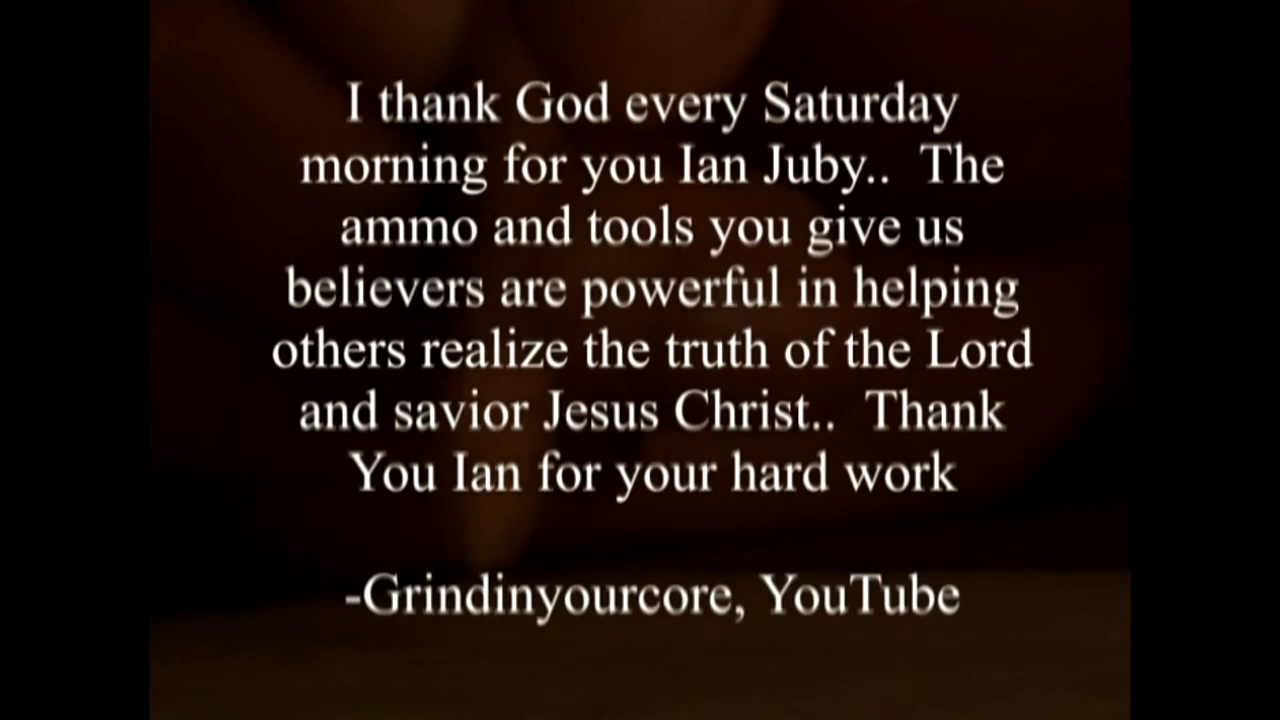 I thank God every Saturday
morning for you Ian Juby..  The
ammo and tools you give us
believers are powerful in helping
others realize the truth of the Lord
and savior Jesus Christ..  Thank
You Ian for your hard work
-Grindinyourcore, YouTube